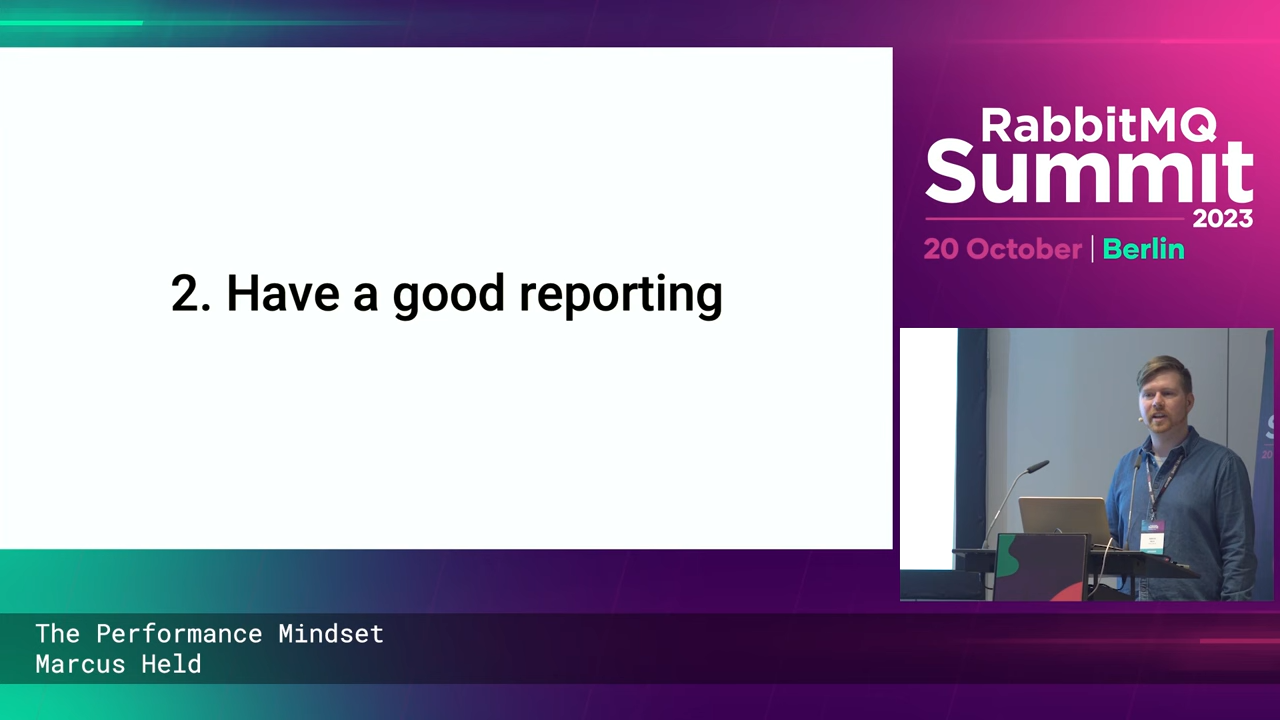 2. Have a good reporting
RabbitMQ
Summit
2023
20 October | Berlin
The Performance Mindset
Marcus Held